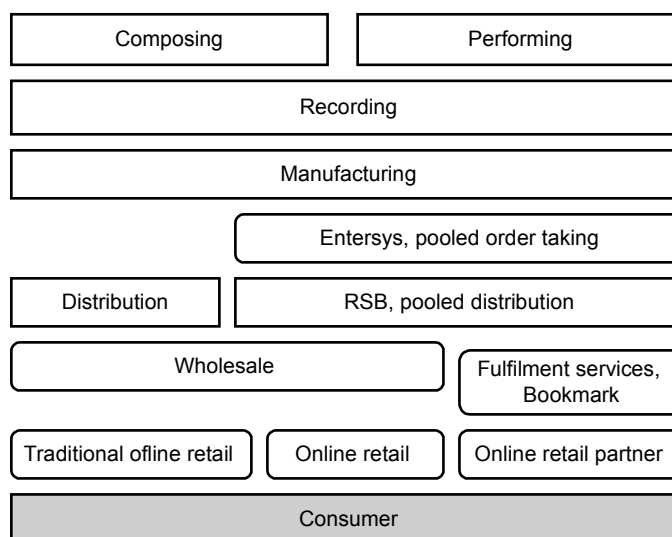 Composing
Performing
Recording
Manufacturing
Entersys, pooled order taking
Distribution
RSB, pooled distribution
Wholesale
Fulfilment services,
Bookmark
Traditional ofline retail
Online retail
Online retail partner
Consumer